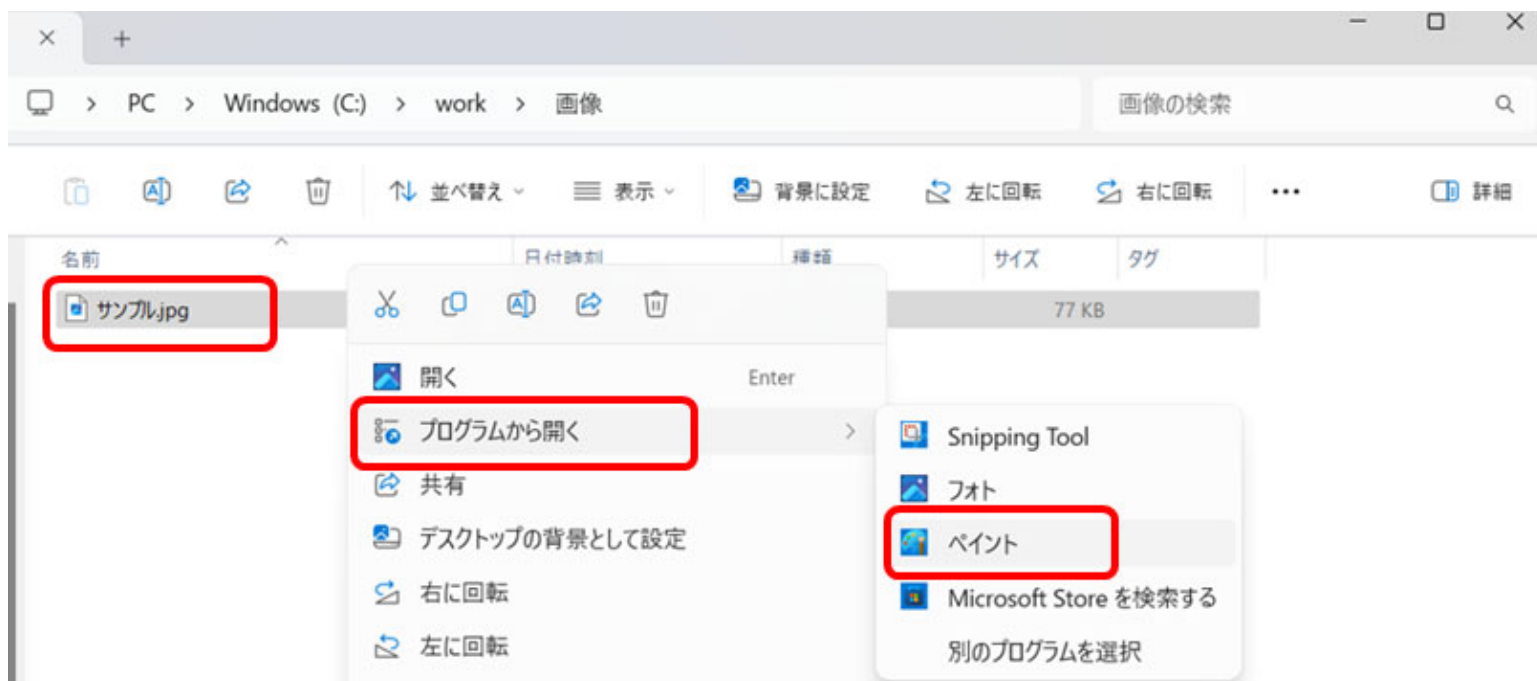 PC > Windows (C:) > work > 画像
画像の検索
並べ替え
表示
背景に設定
左に回転
右に回転
詳細
名前
日付時刻
種類
サイズ
タグ
サンプル.jpg
77 KB
開く Enter
プログラムから開く
共有
デスクトップの背景として設定
右に回転
左に回転
Snipping Tool
フォト
ペイント
Microsoft Store を検索する
別のプログラムを選択